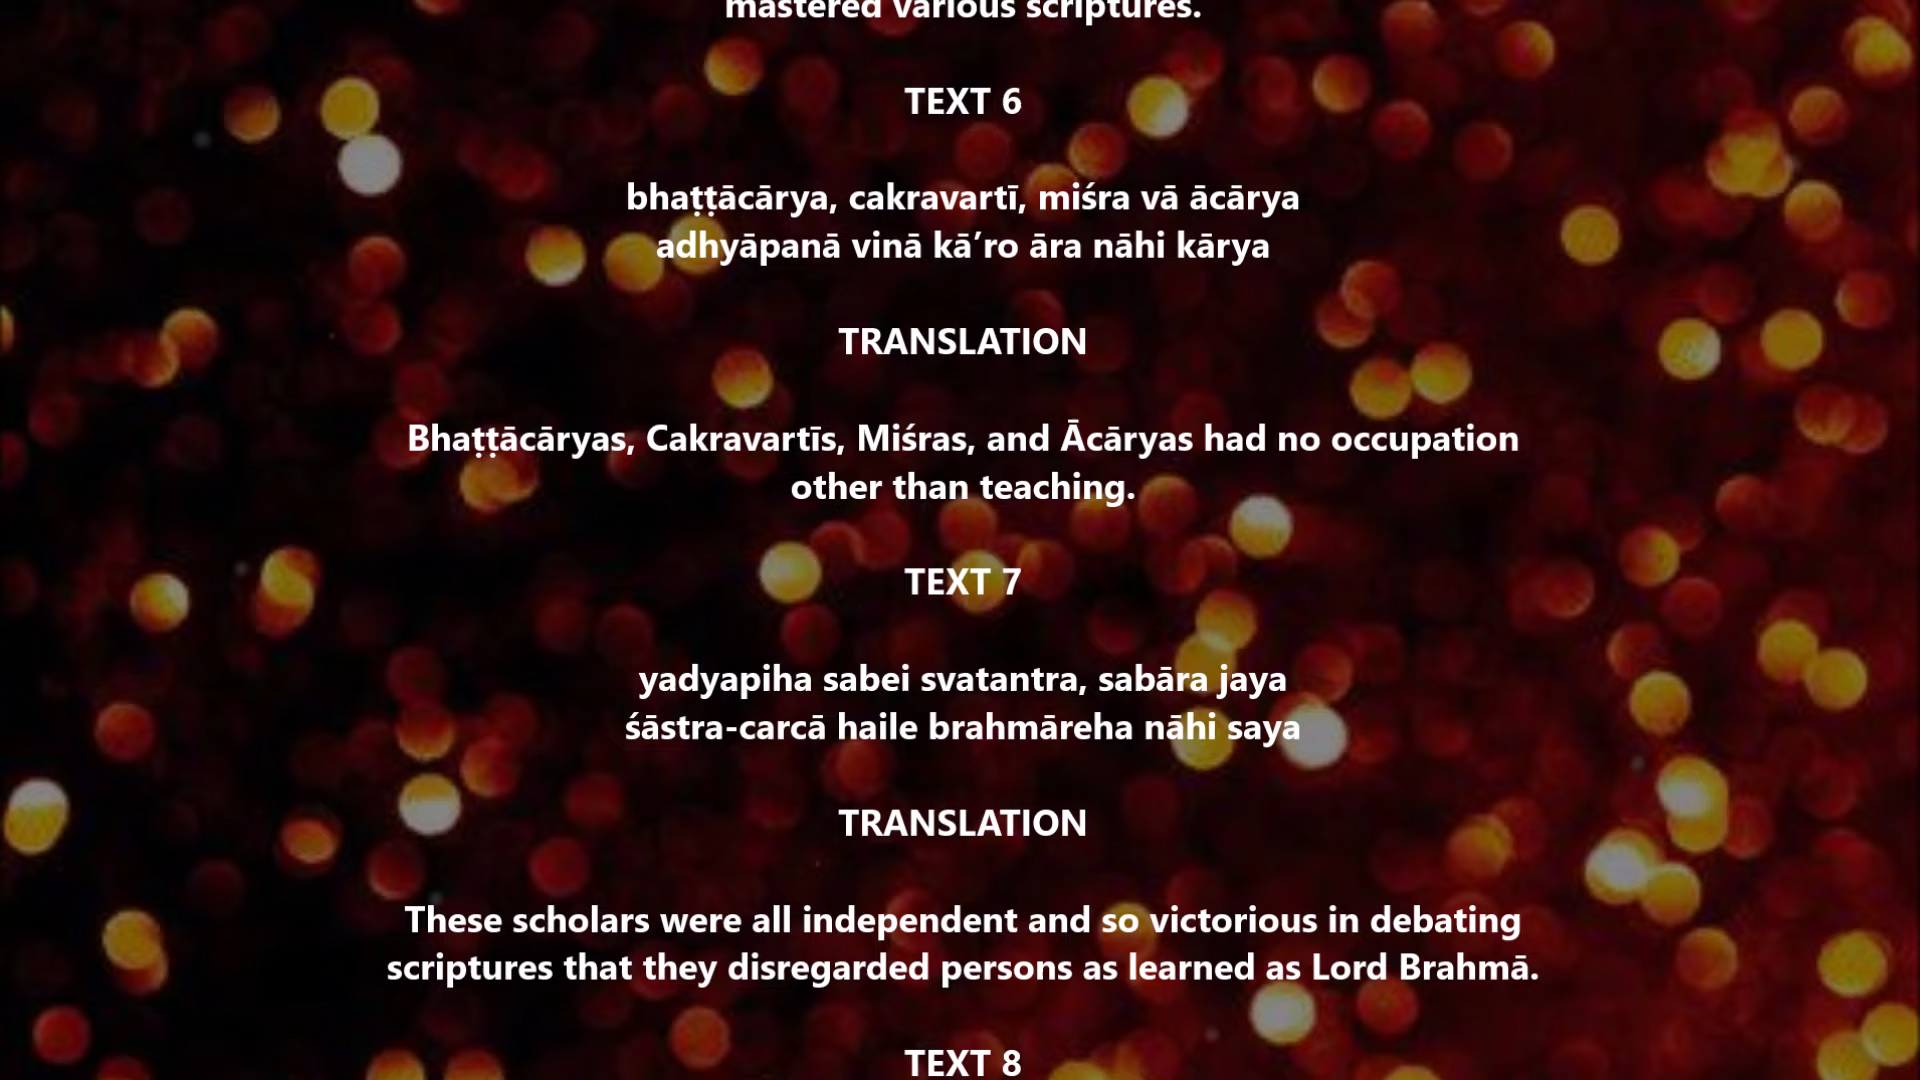 mastered various scriptures.
TEXT 6
bhaṭṭācārya, cakravartī, miśra vā ācārya
adhyāpanā vinā kā’ro āra nāhi kārya
TRANSLATION
Bhaṭṭācāryas, Cakravartīs, Miśras, and Ācāryas had no occupation
other than teaching.
TEXT 7
yadyapiha sabei svatantra, sabāra jaya
śāstra-carcā haile brahmāreha nāhi saya
TRANSLATION
These scholars were all independent and so victorious in debating
scriptures that they disregarded persons as learned as Lord Brahmā.
TEXT 8